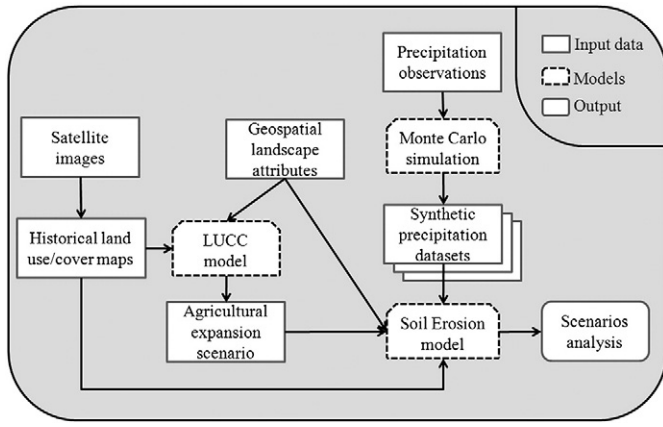 Precipitation
observations
Input data
Models
Output
Satellite
images
Geospatial
landscape
attributes
Monte Carlo
simulation
Historical land
use/cover maps
LUCC
model
Synthetic
precipitation
datasets
Agricultural
expansion
scenario
Soil Erosion
model
Scenarios
analysis